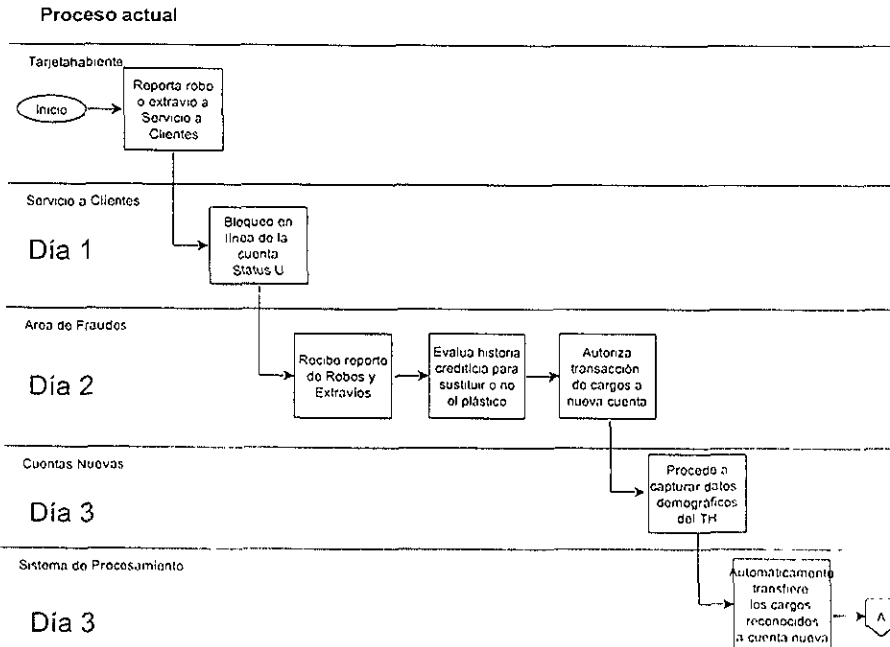 Proceso actual
Tarjetahabiente
Inicio
Reporta robo
o extravio a
Servicio a
Clientes
Servicio a Clientes
Día 1
Bloqueo en
línea de la
cuenta
Status U
Area de Fraudes
Día 2
Recibe reporte
de Robos y
Extravíos
Evalua historia
crediticia para
sustituir o no
el plástico
Autoriza
transacción
de cargos a
nueva cuenta
Cuentas Nuevas
Día 3
Procede a
capturar datos
demográficos
del TH
Sistema de Procesamiento
Día 3
Automáticamente
transfiere
los cargos
reconocidos
a cuenta nueva
A